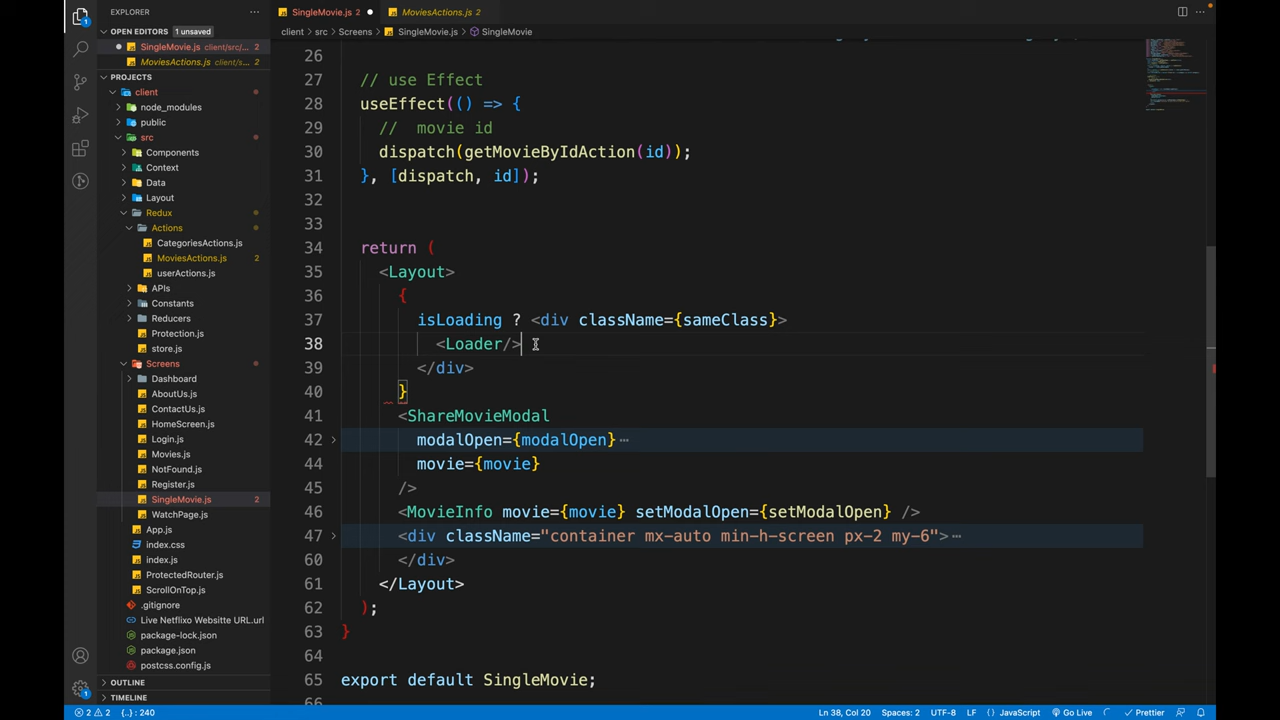 EXPLORER
OPEN EDITORS 1 unsaved
SingleMovie.js client/src/... 2
MoviesActions.js client/s... 2
PROJECTS
client
node_modules
public
src
Components
Context
Data
Layout
Redux
Actions
CategoriesActions.js
MoviesActions.js 2
userActions.js
APIs
Constants
Reducers
Protection.js
store.js
Screens
Dashboard
AboutUs.js
ContactUs.js
HomeScreen.js
Login.js
Movies.js
NotFound.js
Register.js
SingleMovie.js 2
WatchPage.js
App.js
index.css
index.js
ProtectedRouter.js
ScrollOnTop.js
.gitignore
Live Netflixo Websitte URL.url
package-lock.json
package.json
postcss.config.js
OUTLINE
TIMELINE
SingleMovie.js 2
MoviesActions.js 2
client > src > Screens > SingleMovie.js > SingleMovie
26
27 // use Effect
28 useEffect(() => {
29 // movie id
30 dispatch(getMovieByIdAction(id));
31 }, [dispatch, id]);
32
33
34 return (
35 <Layout>
36 {
37 isLoading ? <div className={sameClass}>
38 <Loader/>
39 </div>
40 }
41 <ShareMovieModal
42 modalOpen={modalOpen} ...
44 movie={movie}
45 />
46 <MovieInfo movie={movie} setModalOpen={setModalOpen} />
47 <div className="container mx-auto min-h-screen px-2 my-6"> ...
60 </div>
61 </Layout>
62 );
63 }
64
65 export default SingleMovie;
66
2 2 {..} : 240
Ln 38, Col 20 Spaces: 2 UTF-8 LF {} JavaScript Go Live Prettier